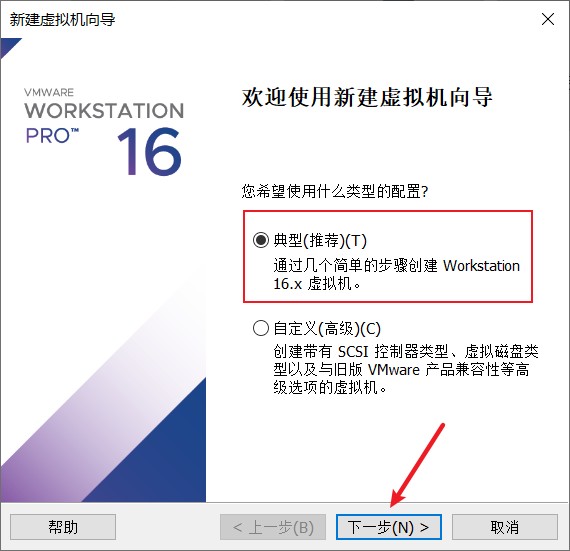 新建虚拟机向导
VMWARE
WORKSTATION
PRO™ 16
欢迎使用新建虚拟机向导
您希望使用什么类型的配置?
典型(推荐)(T)
通过几个简单的步骤创建 Workstation
16.x 虚拟机。
自定义(高级)(C)
创建带有 SCSI 控制器类型、虚拟磁盘类
型以及与旧版 VMware 产品兼容性等高
级选项的虚拟机。
帮助
< 上一步(B)
下一步(N) >
取消